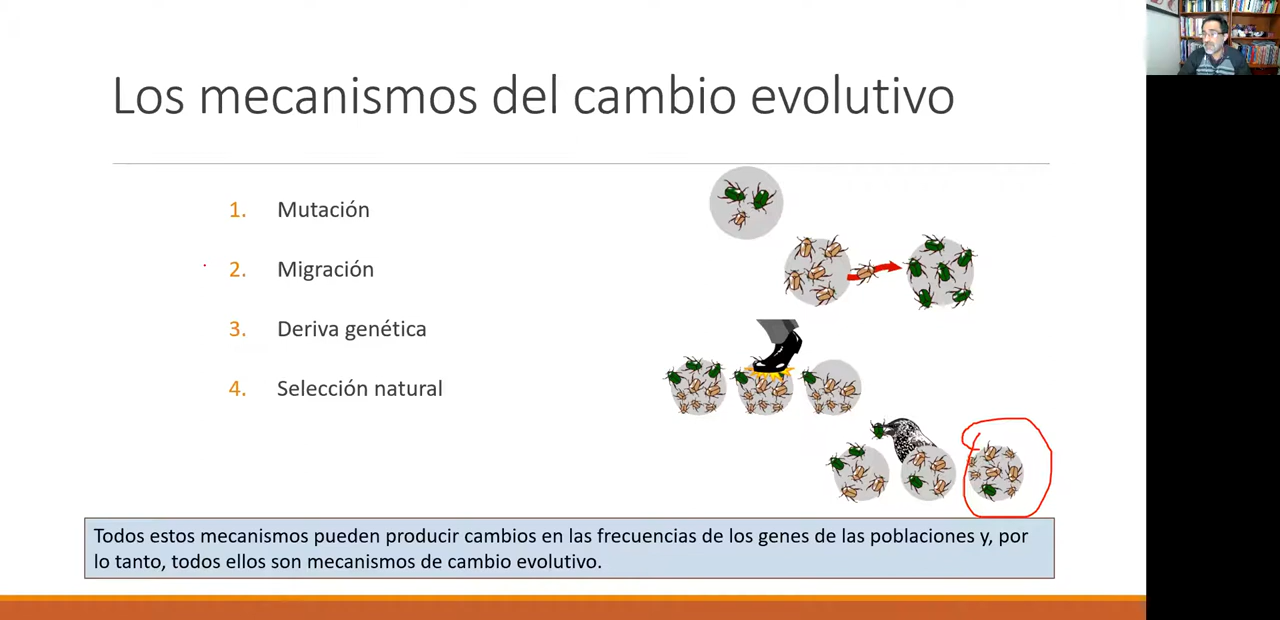 Los mecanismos del cambio evolutivo
1. Mutación
2. Migración
3. Deriva genética
4. Selección natural
Todos estos mecanismos pueden producir cambios en las frecuencias de los genes de las poblaciones y, por
lo tanto, todos ellos son mecanismos de cambio evolutivo.